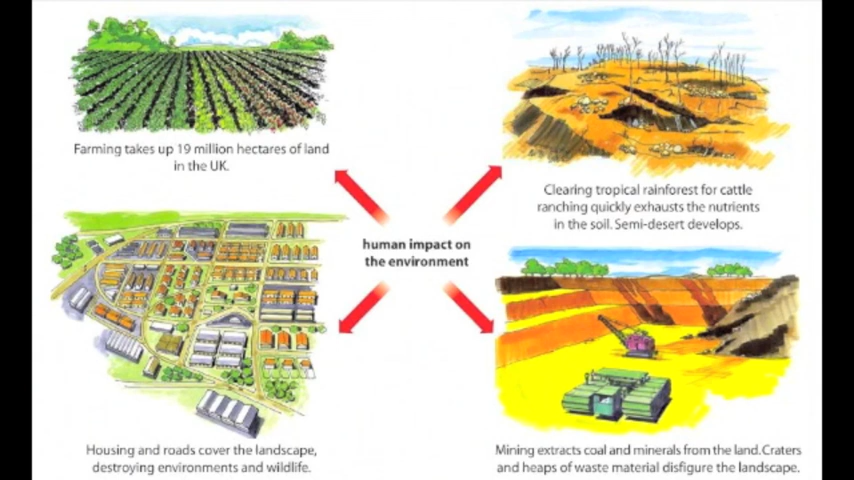 Farming takes up 19 million hectares of land
in the UK.
Clearing tropical rainforest for cattle
ranching quickly exhausts the nutrients
in the soil. Semi-desert develops.
human impact on
the environment
Housing and roads cover the landscape,
destroying environments and wildlife.
Mining extracts coal and minerals from the land. Craters
and heaps of waste material disfigure the landscape.